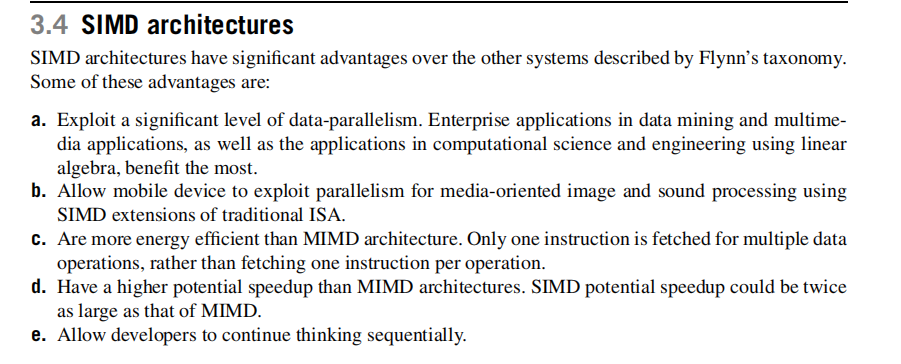 3.4 SIMD architectures
SIMD architectures have significant advantages over the other systems described by Flynn's taxonomy.
Some of these advantages are:
a. Exploit a significant level of data-parallelism. Enterprise applications in data mining and multime-
dia applications, as well as the applications in computational science and engineering using linear
algebra, benefit the most.
b. Allow mobile device to exploit parallelism for media-oriented image and sound processing using
SIMD extensions of traditional ISA.
c. Are more energy efficient than MIMD architecture. Only one instruction is fetched for multiple data
operations, rather than fetching one instruction per operation.
d. Have a higher potential speedup than MIMD architectures. SIMD potential speedup could be twice
as large as that of MIMD.
e. Allow developers to continue thinking sequentially.